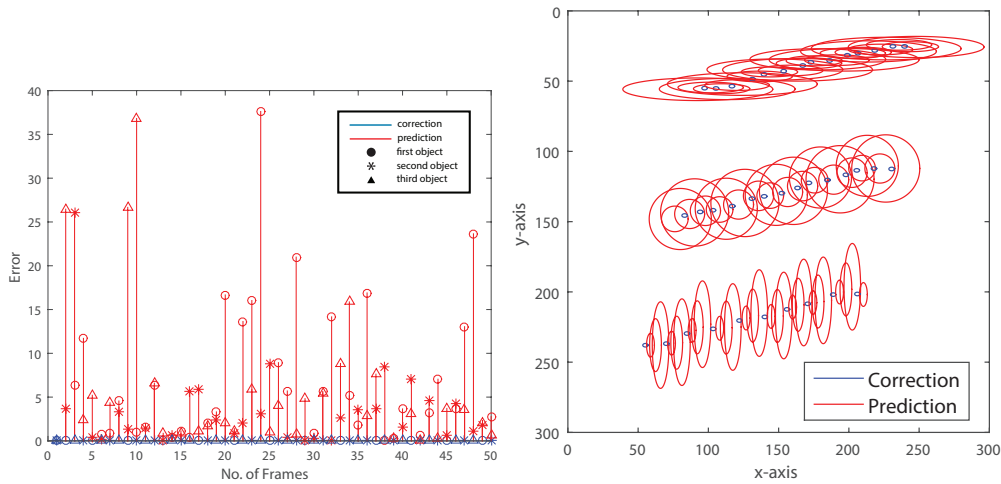 40
35
30
25
20
15
10
5
0
Error
0 5 10 15 20 25 30 35 40 45 50
No. of Frames
correction
prediction
first object
second object
third object
0
50
100
150
200
250
300
y-axis
0 50 100 150 200 250 300
x-axis
Correction
Prediction